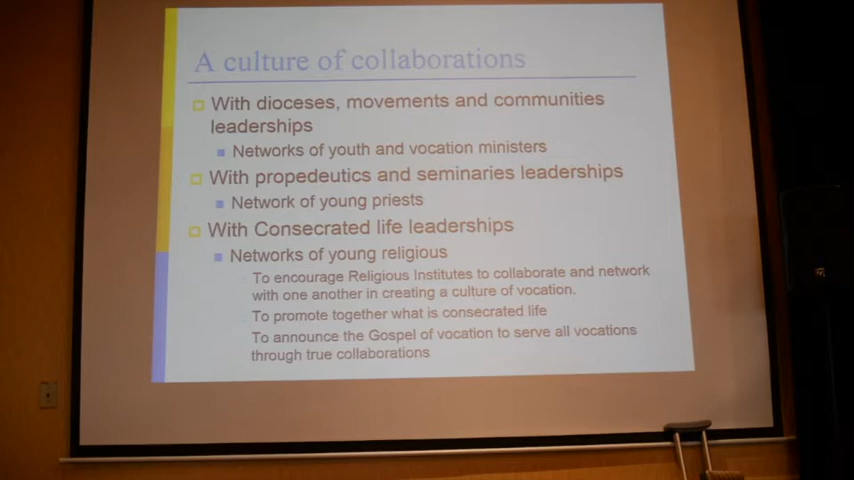 A culture of collaborations
With dioceses, movements and communities
leaderships
Networks of youth and vocation ministers
With propedeutics and seminaries leaderships
Network of young priests
With Consecrated life leaderships
Networks of young religious
To encourage Religious Institutes to collaborate and network
with one another in creating a culture of vocation.
To promote together what is consecrated life
To announce the Gospel of vocation to serve all vocations
through true collaborations